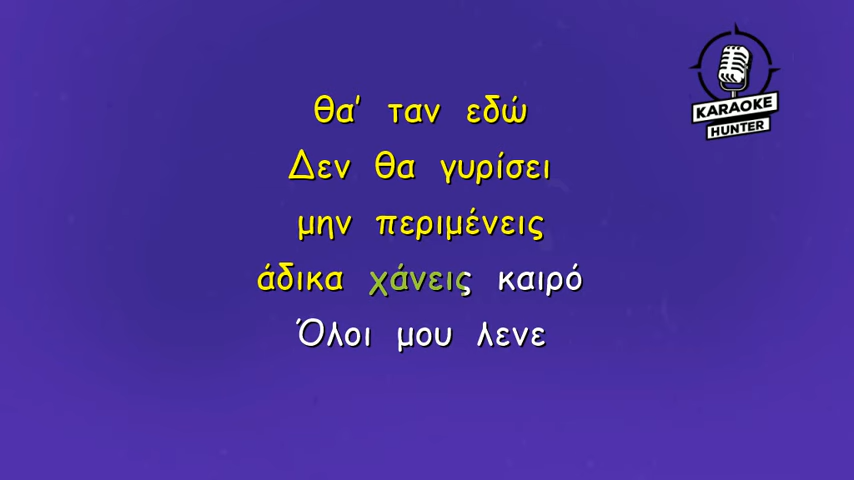 KARAOKE
HUNTER
θα' ταν εδώ
Δεν θα γυρίσει
μην περιμένεις
άδικα χάνεις καιρό
Όλοι μου λενε